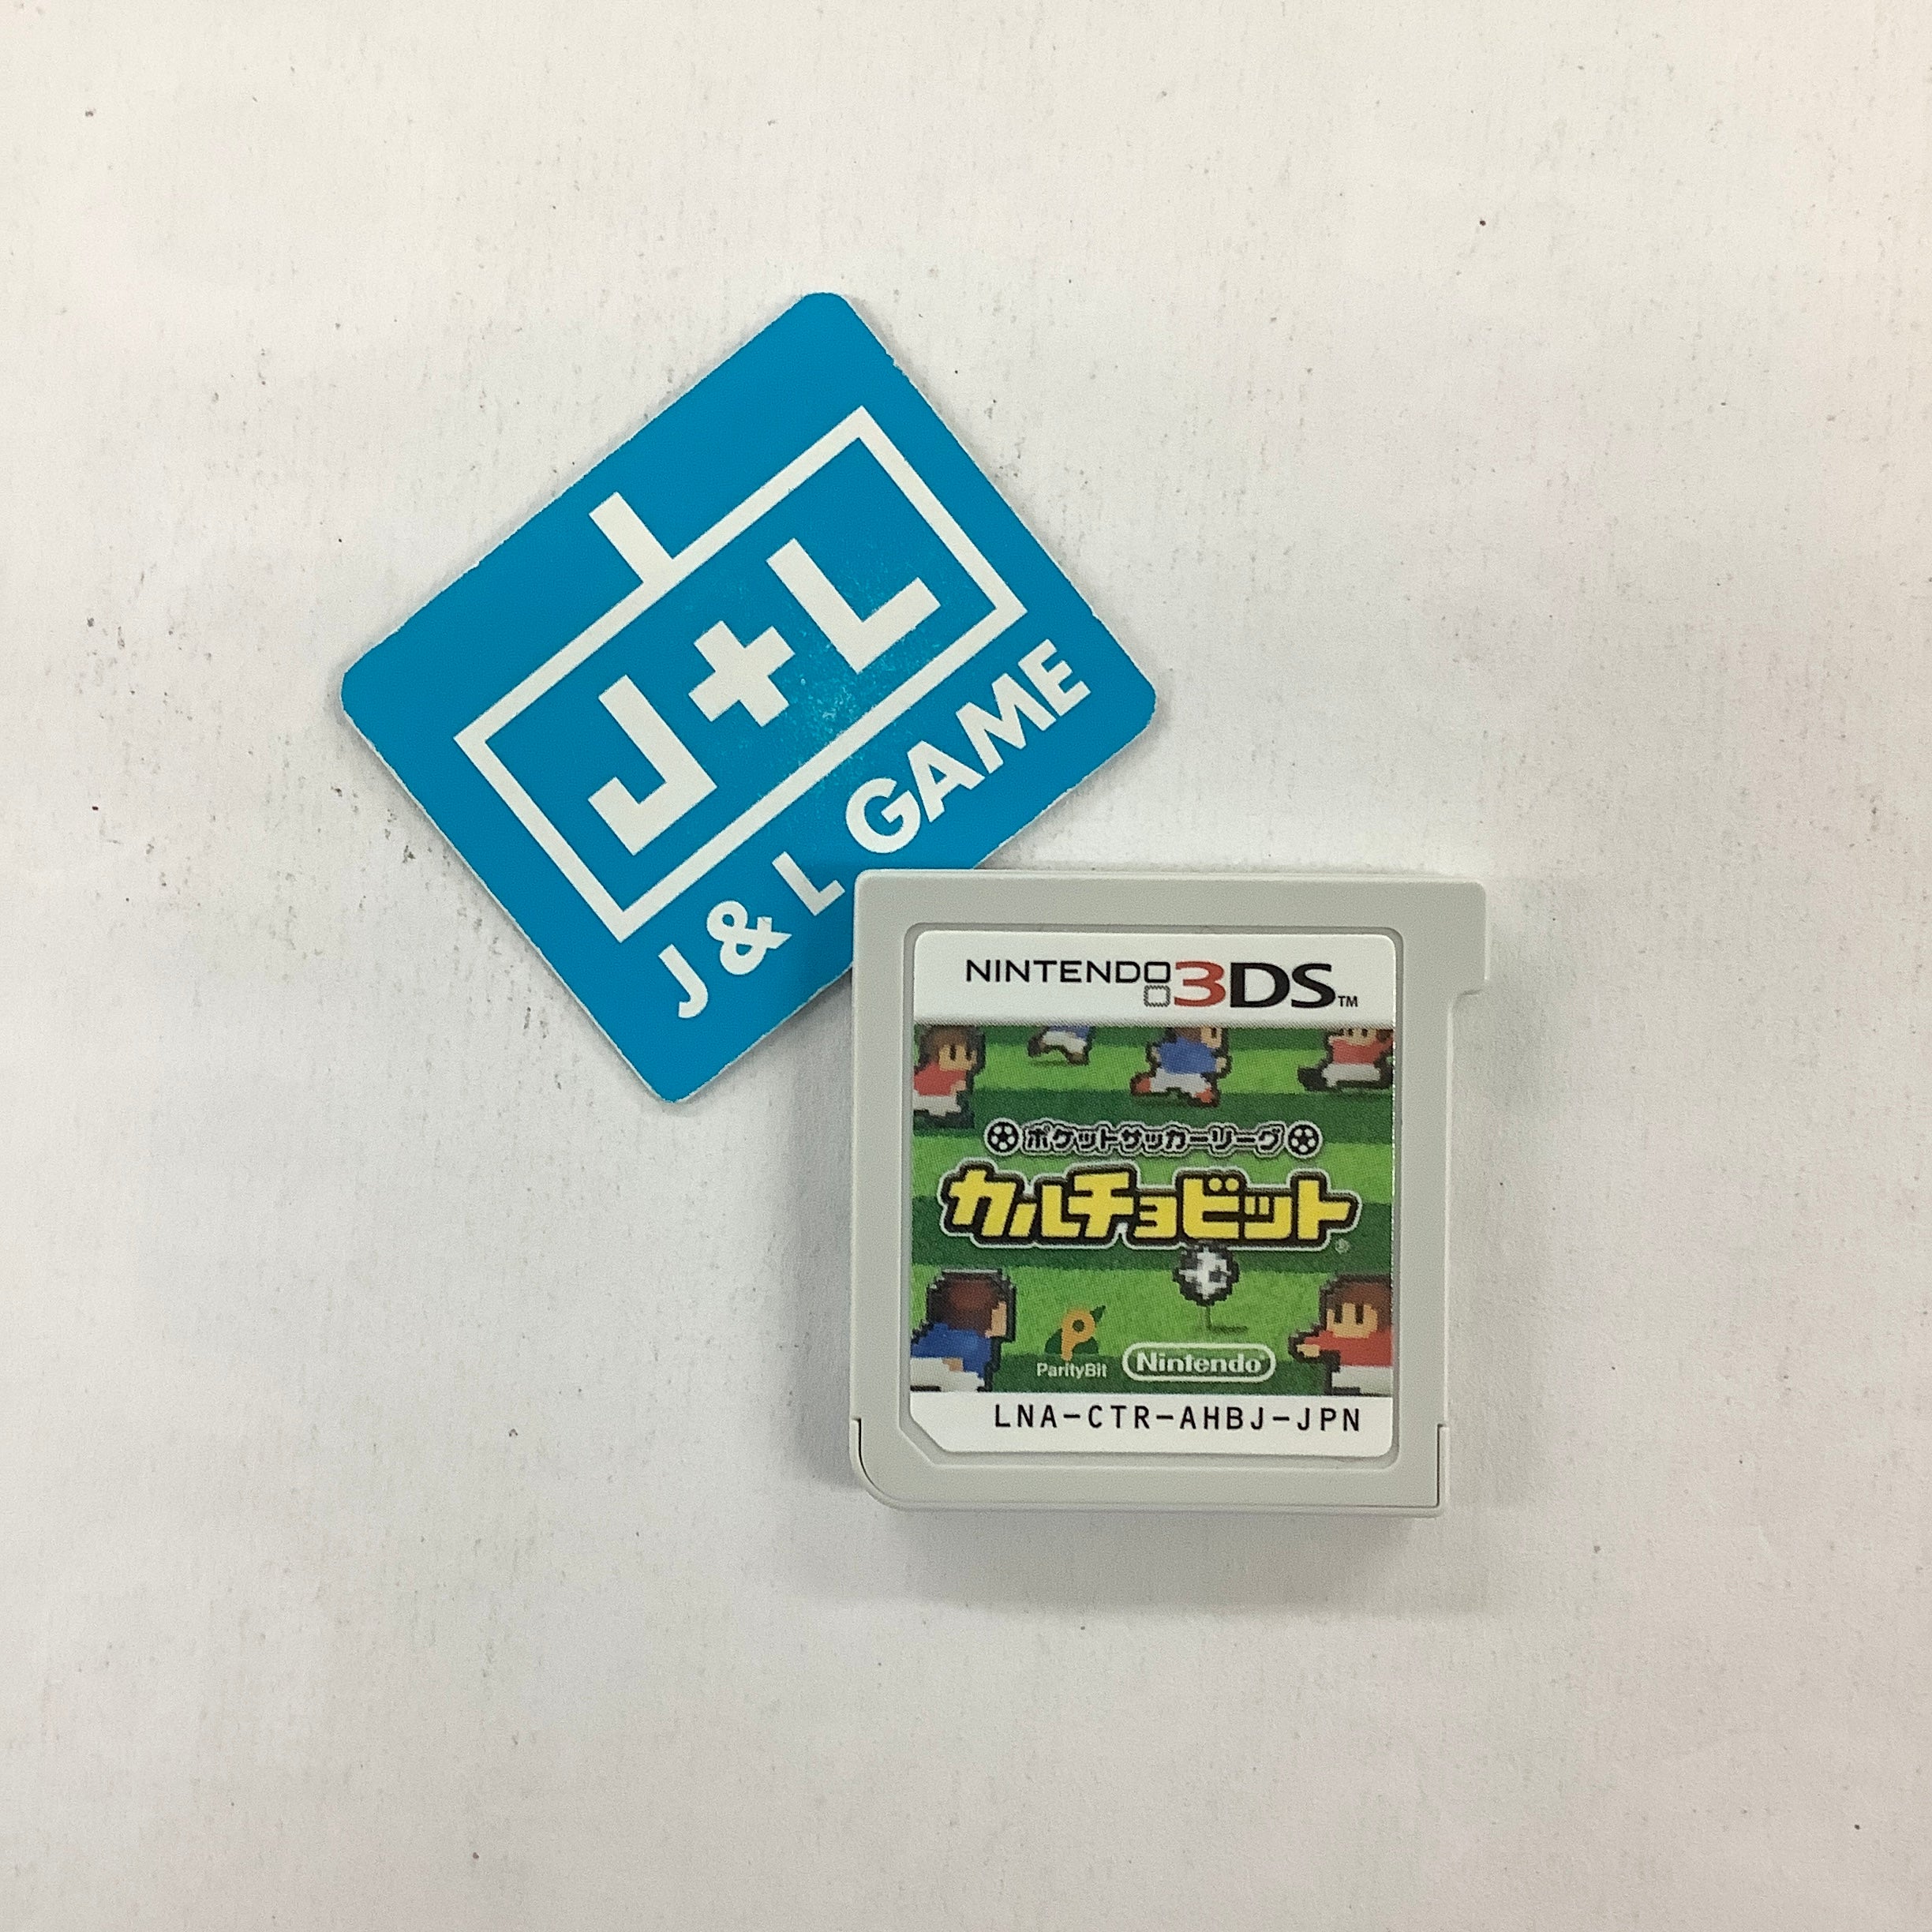 J+L
J & L GAME
NINTENDO 3DS™
ポケットサッカーリーグ
カルチョビット®
ParityBit
Nintendo®
LNA-CTR-AHBJ-JPN